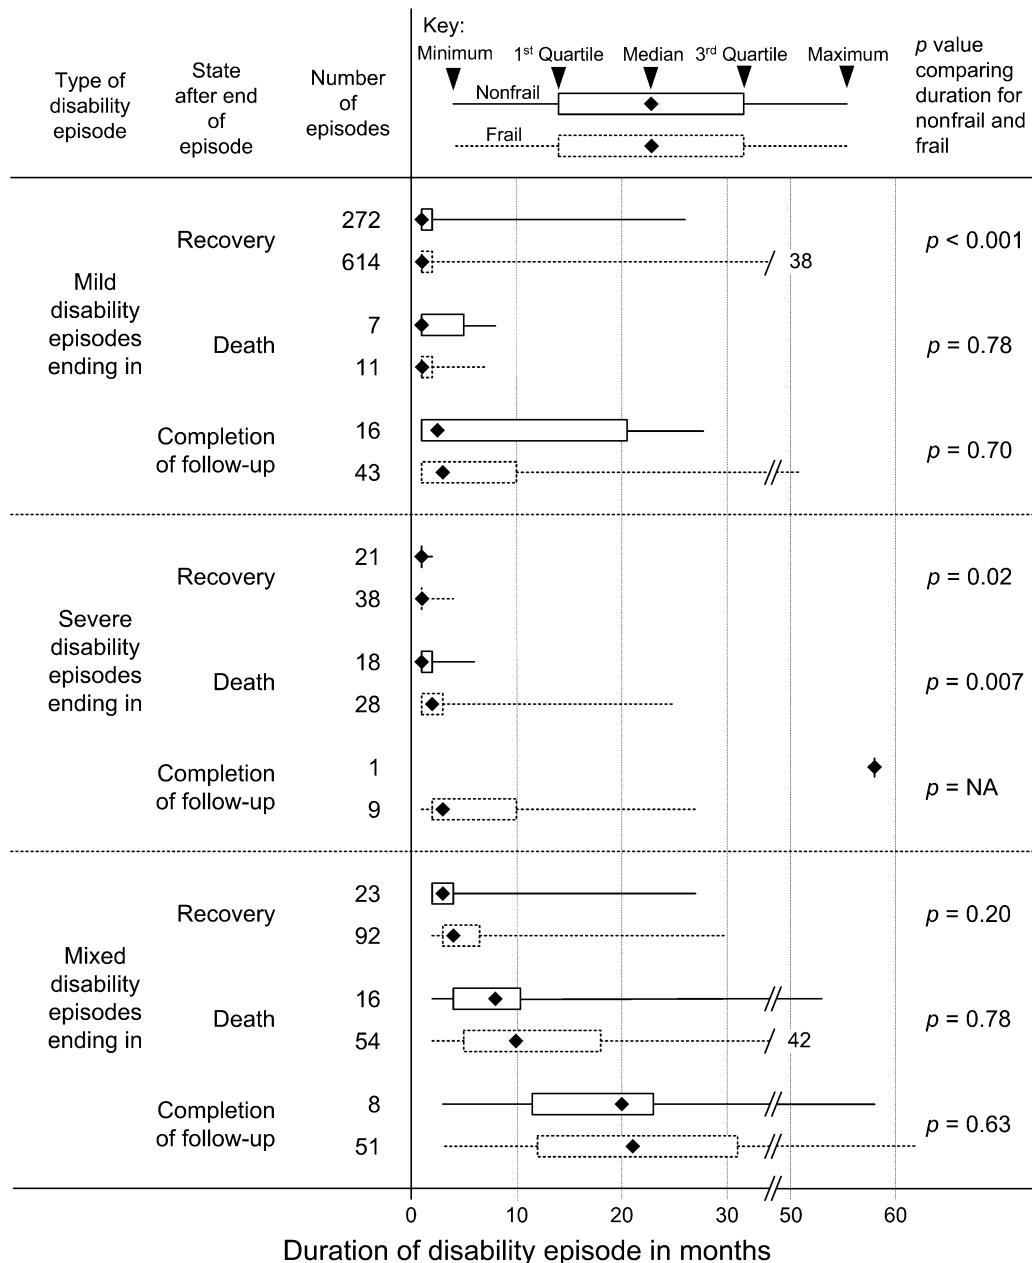 Key:
Minimum 1st Quartile Median 3rd Quartile Maximum
Nonfrail
Frail
Type of
disability
episode
State
after end
of
episode
Number
of
episodes
p value
comparing
duration for
nonfrail and
frail
Mild
disability
episodes
ending in
Recovery
272
614
38
p < 0.001
Death
7
11
p = 0.78
Completion
of follow-up
16
43
p = 0.70
Severe
disability
episodes
ending in
Recovery
21
38
p = 0.02
Death
18
28
p = 0.007
Completion
of follow-up
1
9
p = NA
Mixed
disability
episodes
ending in
Recovery
23
92
p = 0.20
Death
16
54
42
p = 0.78
Completion
of follow-up
8
51
p = 0.63
0 10 20 30 50 60
Duration of disability episode in months